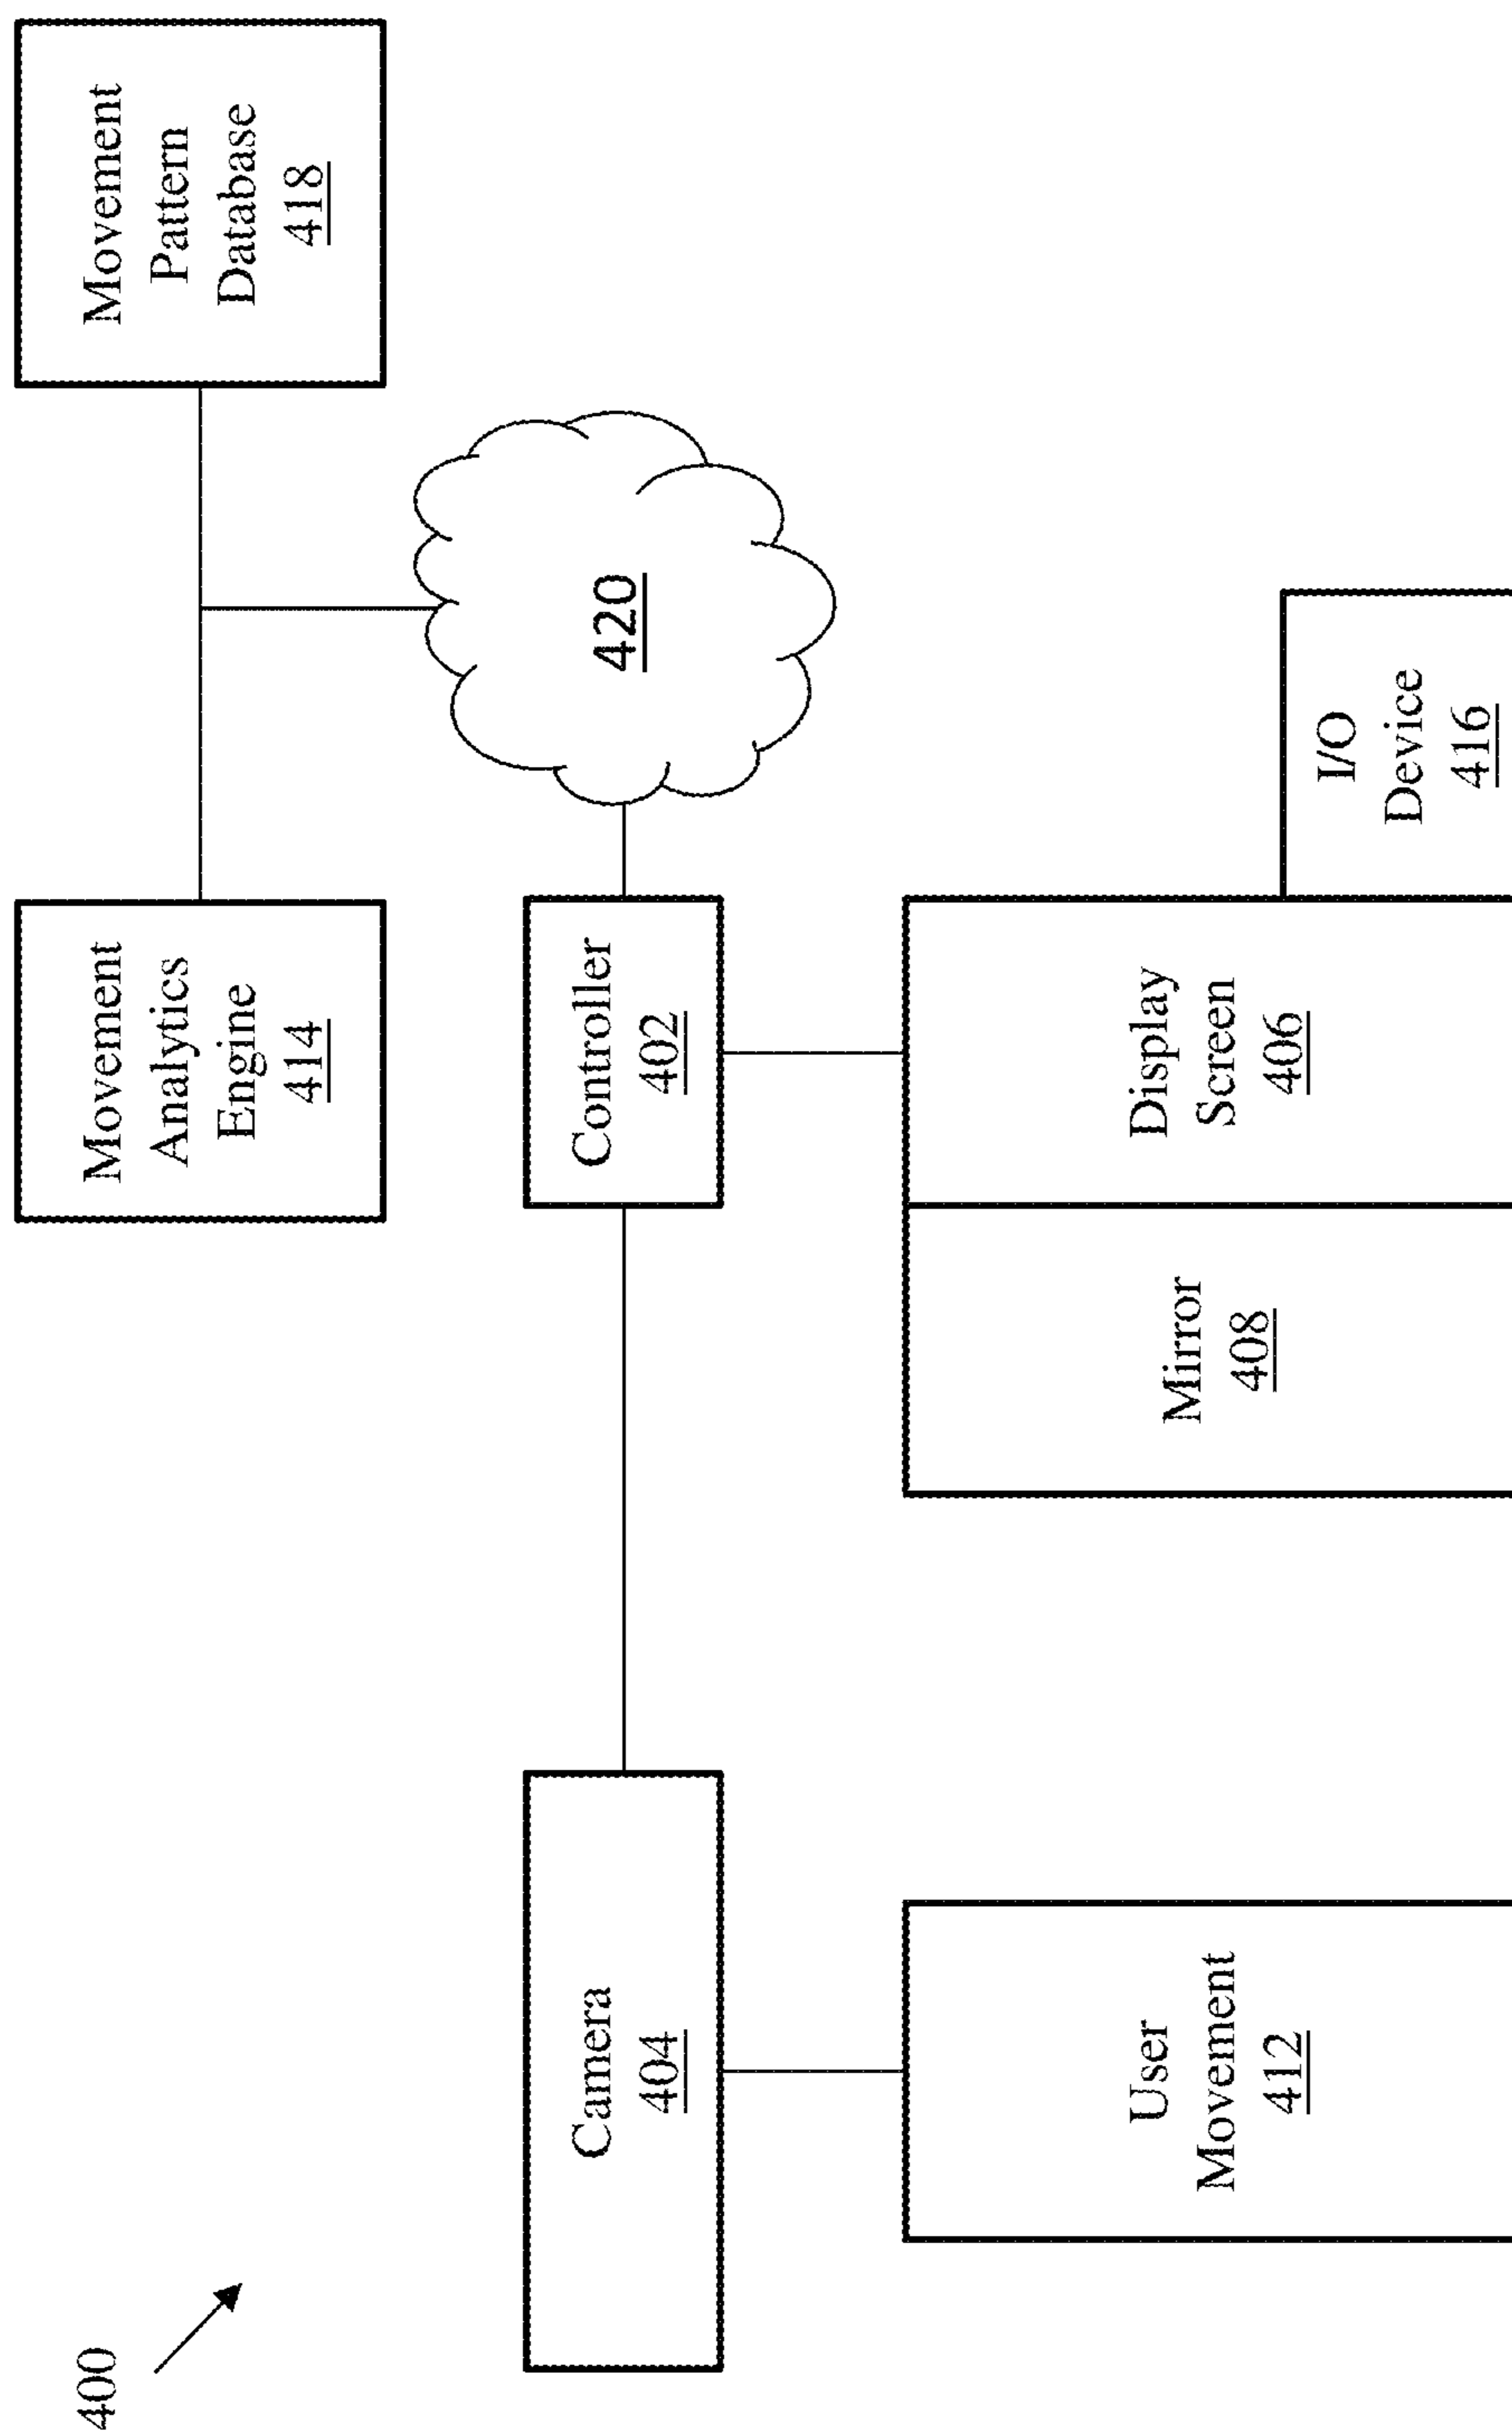 400
Movement
Analytics
Engine
414
Movement
Pattern
Database
418
Camera
404
Controller
402
420
User
Movement
412
Mirror
408
Display
Screen
406
I/O
Device
416